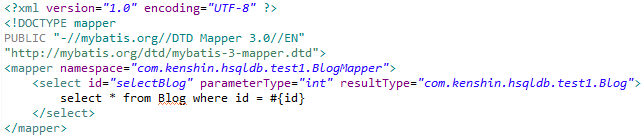 <?xml version="1.0" encoding="UTF-8" ?>
<!DOCTYPE mapper
PUBLIC "-//mybatis.org//DTD Mapper 3.0//EN"
"http://mybatis.org/dtd/mybatis-3-mapper.dtd">
<mapper namespace="com.kenshin.hsqldb.test1.BlogMapper">
    <select id="selectBlog" parameterType="int" resultType="com.kenshin.hsqldb.test1.Blog">
        select * from Blog where id = #{id}
    </select>
</mapper>